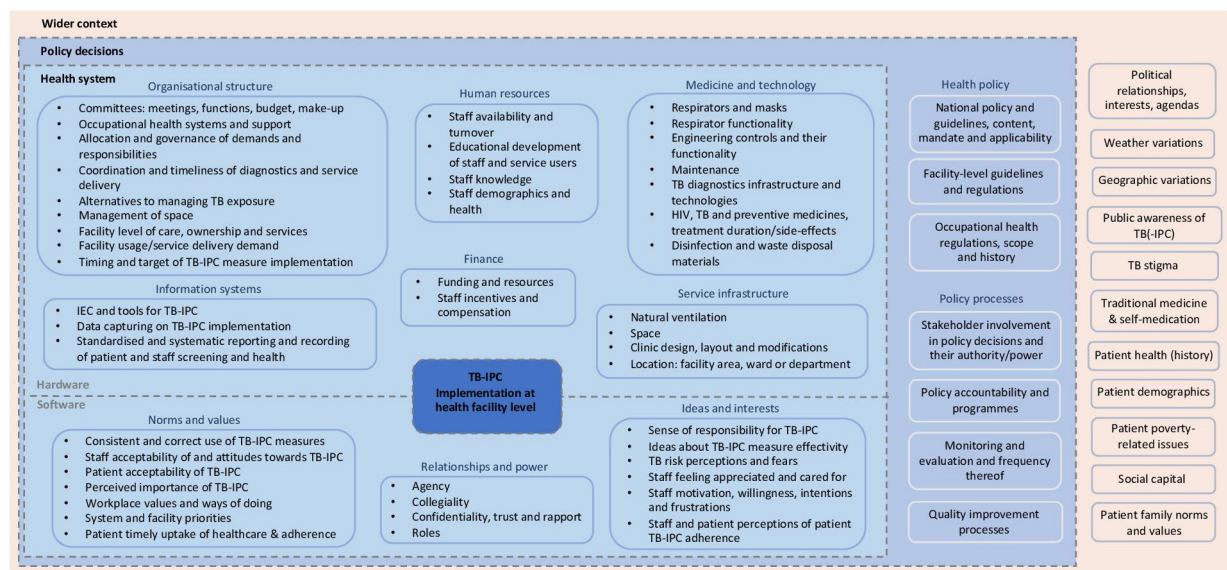 Wider context
Policy decisions
Health system
Organisational structure
• Committees: meetings, functions, budget, make-up
• Occupational health systems and support
• Allocation and governance of demands and
responsibilities
• Coordination and timeliness of diagnostics and service
delivery
• Alternatives to managing TB exposure
• Management of space
• Facility level of care, ownership and services
• Facility usage/service delivery demand
• Timing and target of TB-IPC measure implementation
Human resources
• Staff availability and
turnover
• Educational development
of staff and service users
• Staff knowledge
• Staff demographics and
health
Medicine and technology
• Respirators and masks
• Respirator functionality
• Engineering controls and their
functionality
• Maintenance
• TB diagnostics infrastructure and
technologies
• HIV, TB and preventive medicines,
treatment duration/side-effects
• Disinfection and waste disposal
materials
Finance
• Funding and resources
• Staff incentives and
compensation
Information systems
• IEC and tools for TB-IPC
• Data capturing on TB-IPC implementation
• Standardised and systematic reporting and recording
of patient and staff screening and health
Service infrastructure
• Natural ventilation
• Space
• Clinic design, layout and modifications
• Location: facility area, ward or department
Hardware
Software
TB-IPC
Implementation at
health facility level
Norms and values
• Consistent and correct use of TB-IPC measures
• Staff acceptability of and attitudes towards TB-IPC
• Patient acceptability of TB-IPC
• Perceived importance of TB-IPC
• Workplace values and ways of doing
• System and facility priorities
• Patient timely uptake of healthcare & adherence
Relationships and power
• Agency
• Collegiality
• Confidentiality, trust and rapport
• Roles
Ideas and interests
• Sense of responsibility for TB-IPC
• Ideas about TB-IPC measure effectivity
• TB risk perceptions and fears
• Staff feeling appreciated and cared for
• Staff motivation, willingness, intentions
and frustrations
• Staff and patient perceptions of patient
TB-IPC adherence
Health policy
National policy and
guidelines, content,
mandate and applicability
Facility-level guidelines
and regulations
Occupational health
regulations, scope
and history
Policy processes
Stakeholder involvement
in policy decisions and
their authority/power
Policy accountability and
programmes
Monitoring and
evaluation and frequency
thereof
Quality improvement
processes
Political
relationships,
interests, agendas
Weather variations
Geographic variations
Public awareness of
TB(-IPC)
TB stigma
Traditional medicine
& self-medication
Patient health (history)
Patient demographics
Patient poverty-
related issues
Social capital
Patient family norms
and values